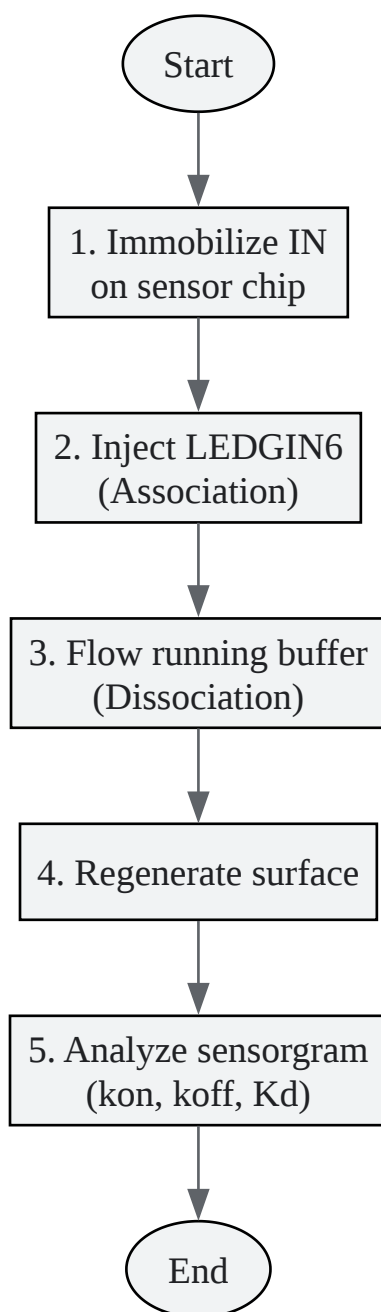 Start
1. Immobilize IN
on sensor chip
2. Inject LEDGIN6
(Association)
3. Flow running buffer
(Dissociation)
4. Regenerate surface
5. Analyze sensorgram
(kon, koff, Kd)
End